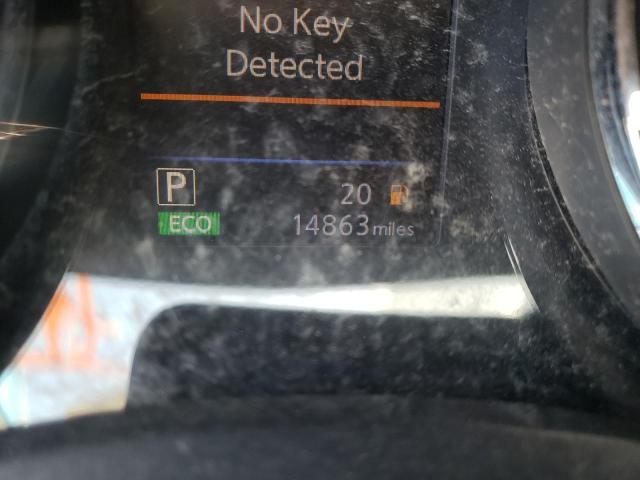 No Key
Detected
P 20
ECO 14863 miles